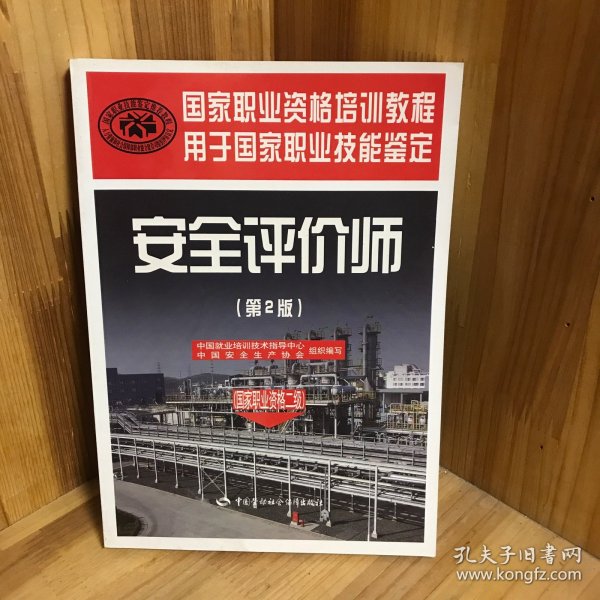 国家职业资格培训教程
用于国家职业技能鉴定
安全评价师
(第2版)
中国就业培训技术指导中心
中国安全生产协会
组织编写
(国家职业资格二级)
中国劳动社会保障出版社
孔夫子旧书网
www.kongfz.com